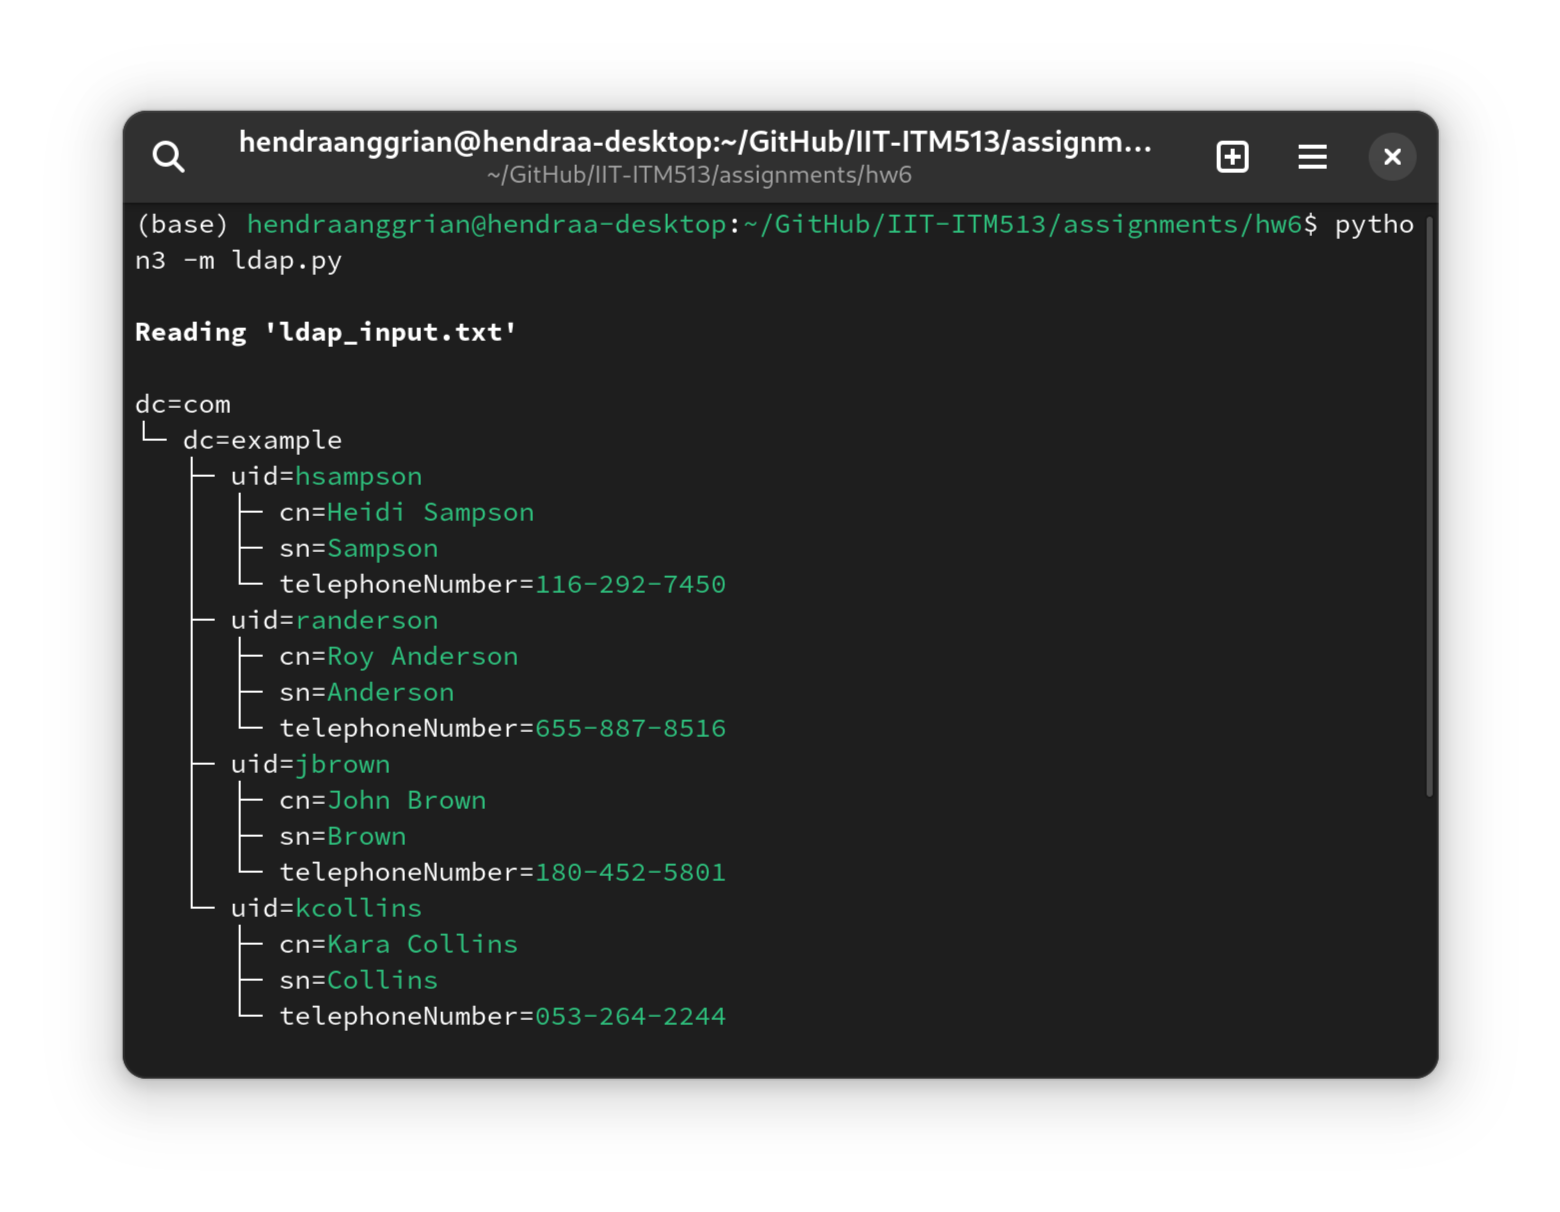 hendraanggrian@hendraa-desktop:~/GitHub/IIT-ITM513/assignm...
~/GitHub/IIT-ITM513/assignments/hw6
(base) hendraanggrian@hendraa-desktop:~/GitHub/IIT-ITM513/assignments/hw6$ pytho
n3 -m ldap.py
Reading 'ldap_input.txt'
dc=com
└─ dc=example
   ├─ uid=hsampson
   │  ├─ cn=Heidi Sampson
   │  ├─ sn=Sampson
   │  └─ telephoneNumber=116-292-7450
   ├─ uid=randerson
   │  ├─ cn=Roy Anderson
   │  ├─ sn=Anderson
   │  └─ telephoneNumber=655-887-8516
   ├─ uid=jbrown
   │  ├─ cn=John Brown
   │  ├─ sn=Brown
   │  └─ telephoneNumber=180-452-5801
   └─ uid=kcollins
      ├─ cn=Kara Collins
      ├─ sn=Collins
      └─ telephoneNumber=053-264-2244